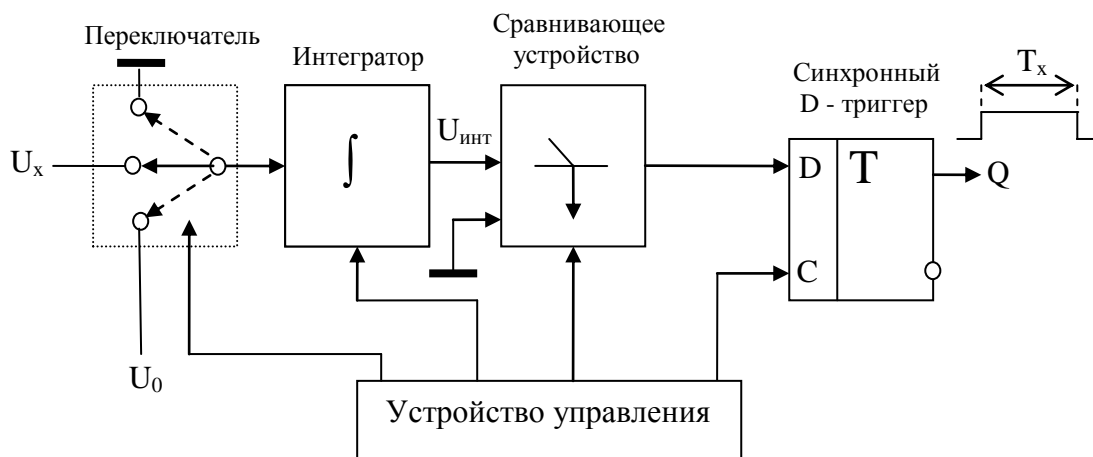 Переключатель
Интегратор
Сравнивающее
устройство
Синхронный
D - триггер
Tx
Ux
∫
Uинт
D
T
Q
C
U0
Устройство управления